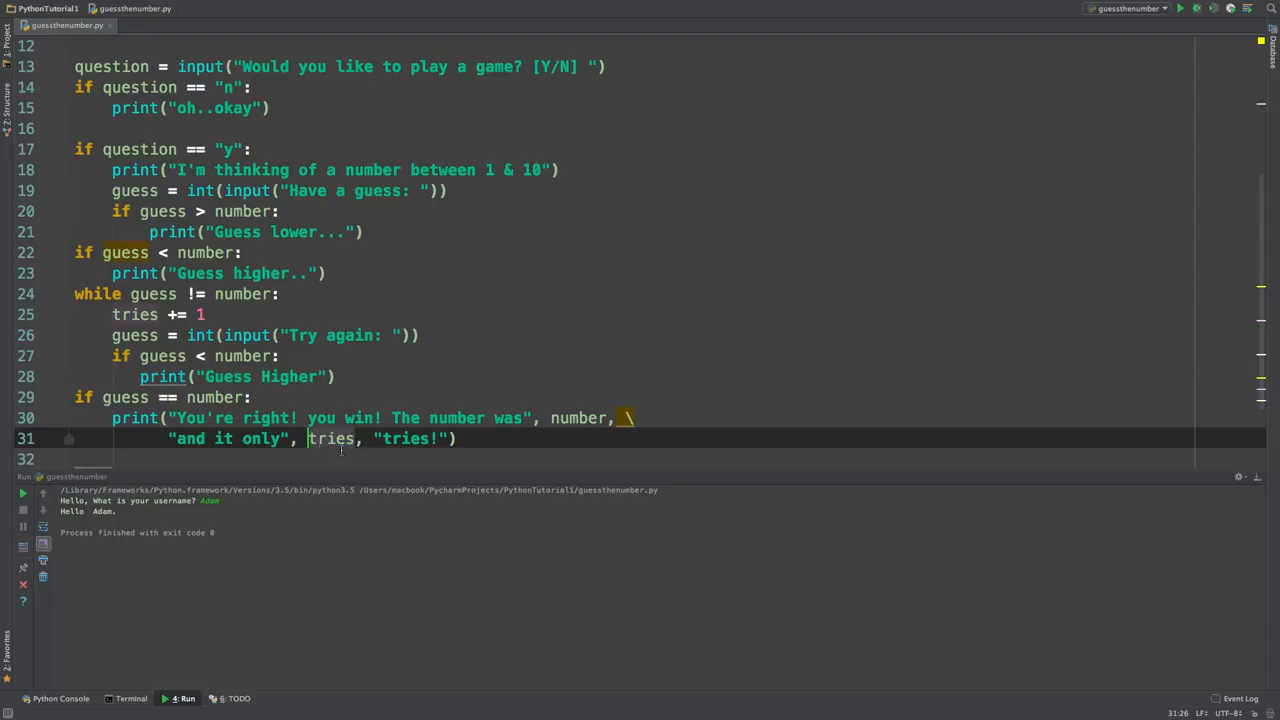 PythonTutorial1 guessthenumber.py guessthenumber
guessthenumber.py
1: Project
Z: Structure
2: Favorites
Database
12
13 question = input("Would you like to play a game? [Y/N] ")
14 if question == "n":
15 print("oh..okay")
16
17 if question == "y":
18 print("I'm thinking of a number between 1 & 10")
19 guess = int(input("Have a guess: "))
20 if guess > number:
21 print("Guess lower...")
22 if guess < number:
23 print("Guess higher..")
24 while guess != number:
25 tries += 1
26 guess = int(input("Try again: "))
27 if guess < number:
28 print("Guess Higher")
29 if guess == number:
30 print("You're right! you win! The number was", number, \
31 "and it only", tries, "tries!")
32
Run guessthenumber
/Library/Frameworks/Python.framework/Versions/3.5/bin/python3.5 /Users/macbook/PycharmProjects/PythonTutorial1/guessthenumber.py
Hello, What is your username? Adam
Hello  Adam.
Process finished with exit code 0
Python Console Terminal 4: Run 6: TODO Event Log
31:26 LF÷ UTF-8÷